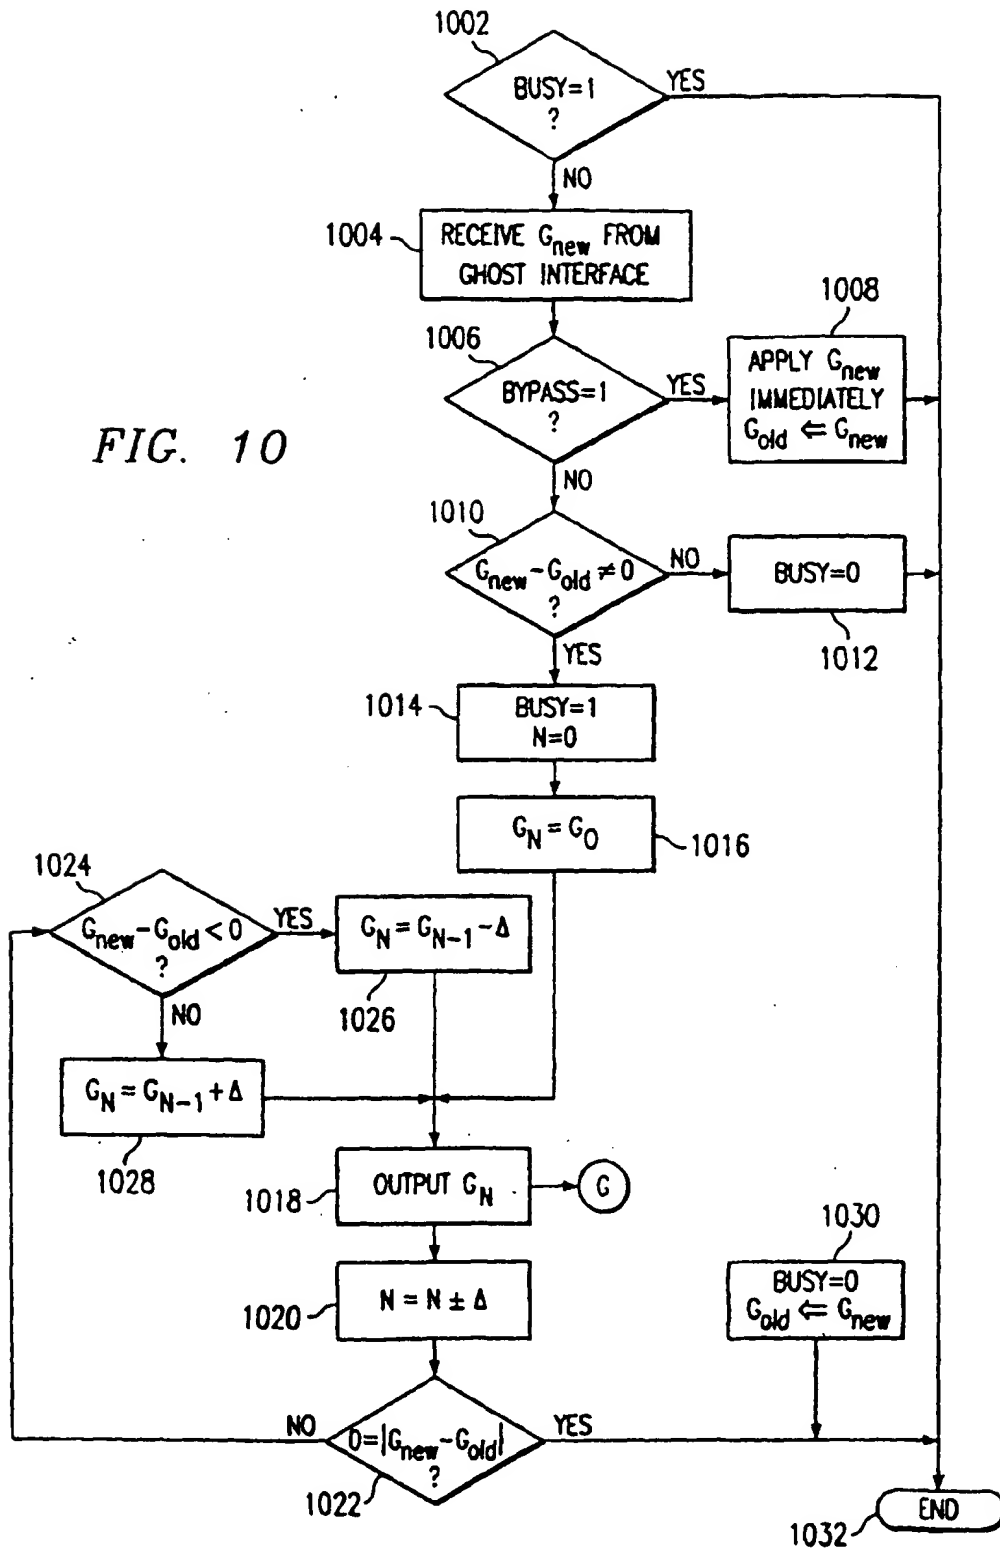 1002
BUSY=1
?
YES
NO
1004
RECEIVE Gnew FROM
GHOST INTERFACE
1006
BYPASS=1
?
YES
NO
1008
APPLY Gnew
IMMEDIATELY
Gold ⇐ Gnew
FIG. 10
1010
Gnew-Gold≠0
?
NO
YES
BUSY=0
1012
1014
BUSY=1
N=0
GN=G0
1016
1024
Gnew-Gold<0
?
YES
NO
GN=GN-1-Δ
1026
GN=GN-1+Δ
1028
1018
OUTPUT GN
G
1020
N=N±Δ
1030
BUSY=0
Gold ⇐ Gnew
NO
0=|Gnew-Gold|
?
YES
1022
END
1032